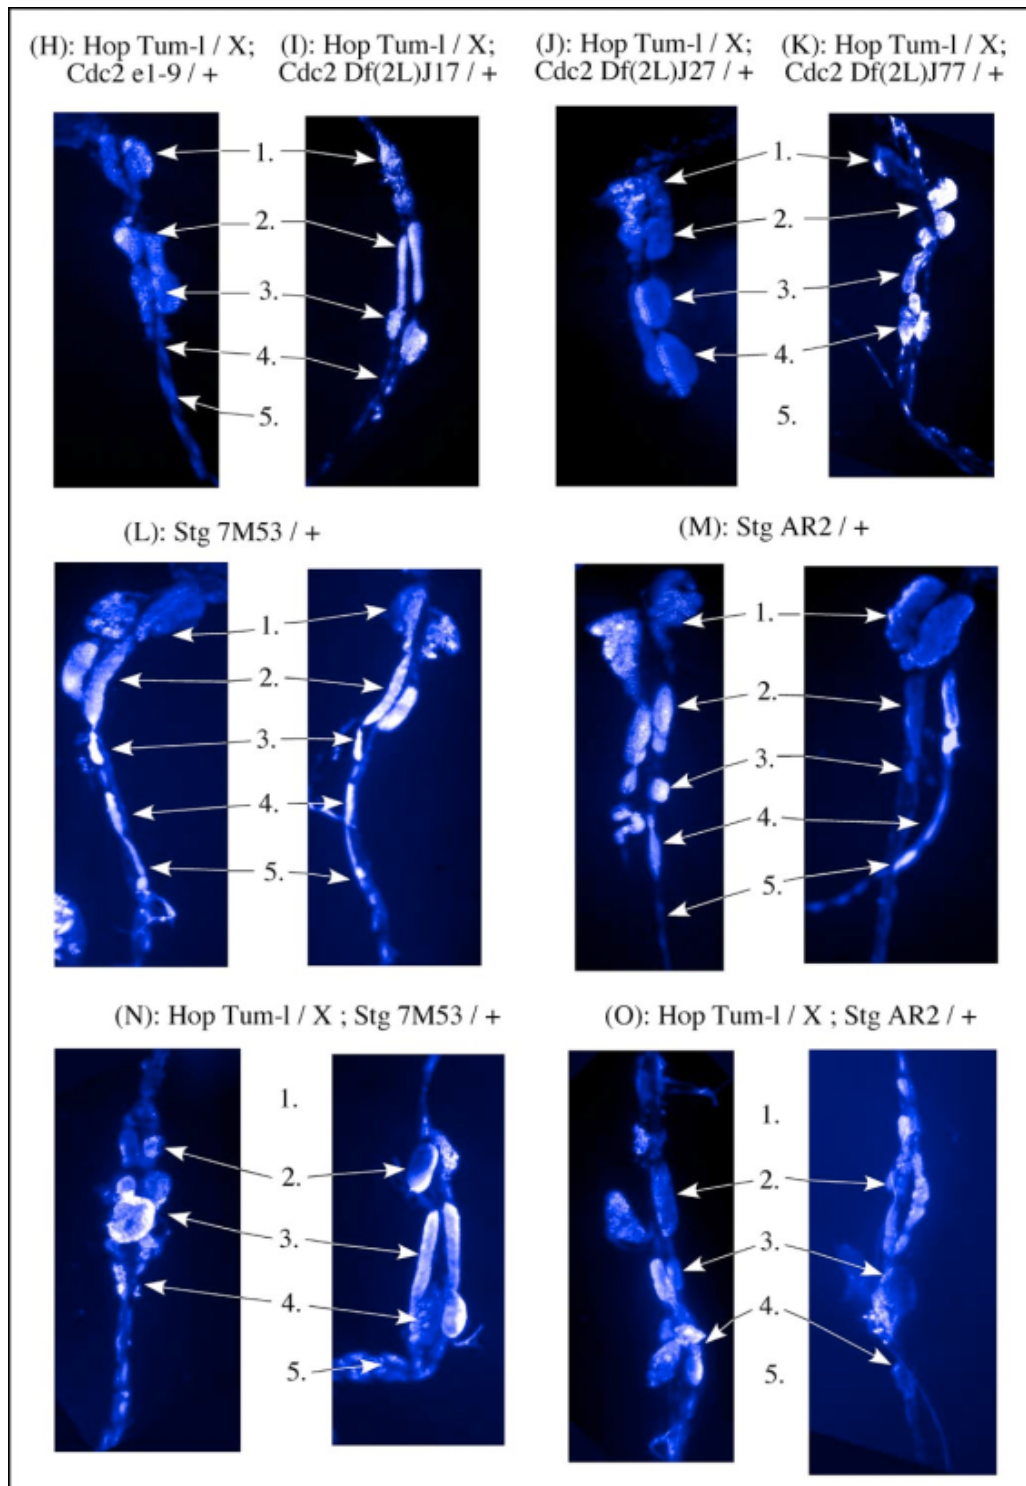 (H): Hop Tum-l / X;
Cdc2 e1-9 / +
(I): Hop Tum-l / X;
Cdc2 Df(2L)J17 / +
(J): Hop Tum-l / X;
Cdc2 Df(2L)J27 / +
(K): Hop Tum-l / X;
Cdc2 Df(2L)J77 / +
1.
2.
3.
4.
5.
1.
2.
3.
4.
5.
(L): Stg 7M53 / +
(M): Stg AR2 / +
1.
2.
3.
4.
5.
1.
2.
3.
4.
5.
(N): Hop Tum-l / X ; Stg 7M53 / +
(O): Hop Tum-l / X ; Stg AR2 / +
1.
2.
3.
4.
5.
1.
2.
3.
4.
5.